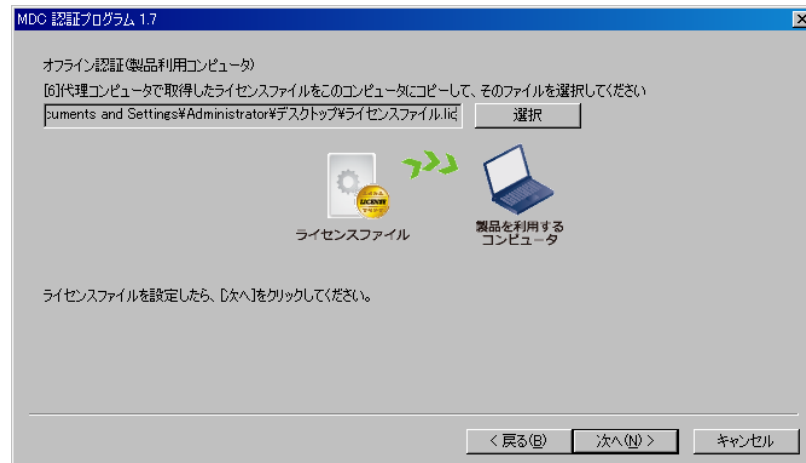 MDC 認証プログラム 1.7
オフライン認証(製品利用コンピュータ)
[6]代理コンピュータで取得したライセンスファイルをこのコンピュータにコピーして、そのファイルを選択してください
cuments and Settings¥Administrator¥デスクトップ¥ライセンスファイル.lic
選択
LICENSE
ライセンスファイル
製品を利用する
コンピュータ
ライセンスファイルを設定したら、[次へ]をクリックしてください。
< 戻る(B)
次へ(N) >
キャンセル